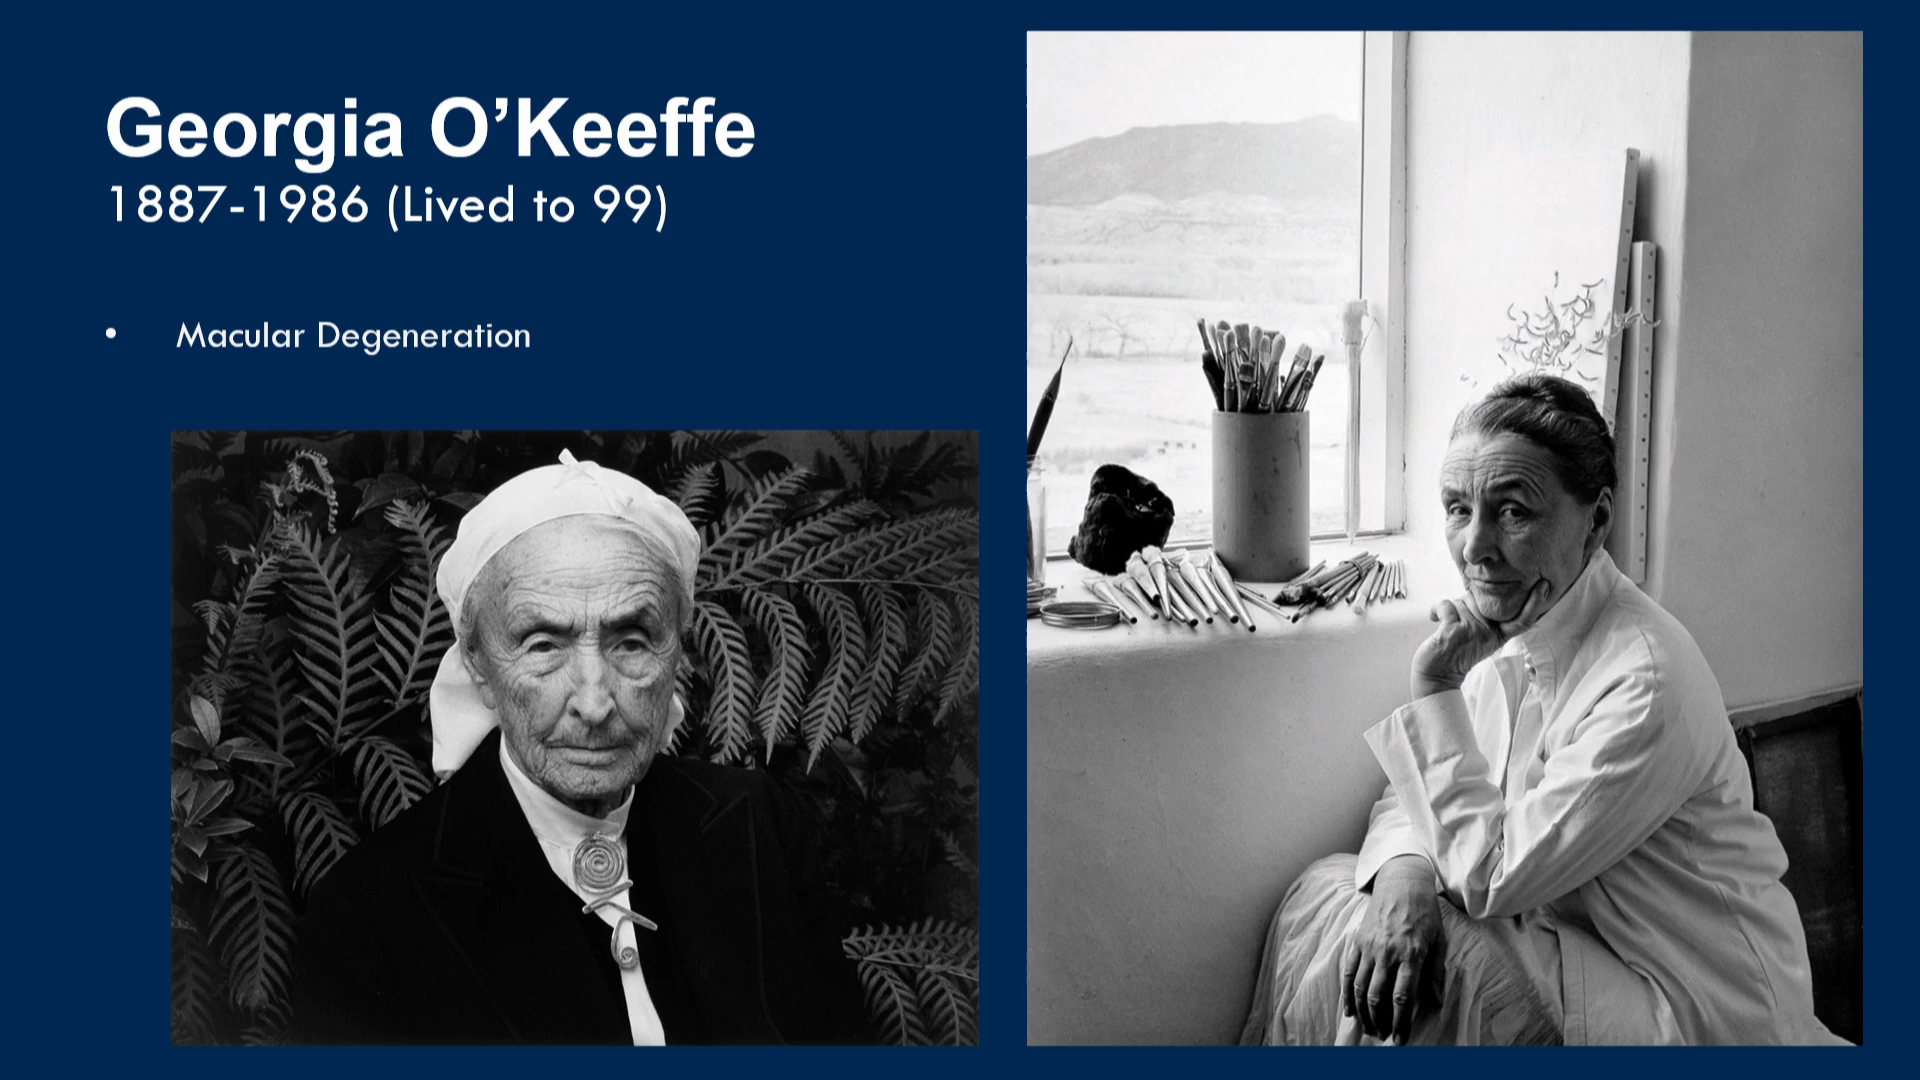 Georgia O’Keeffe
1887-1986 (Lived to 99)
• Macular Degeneration